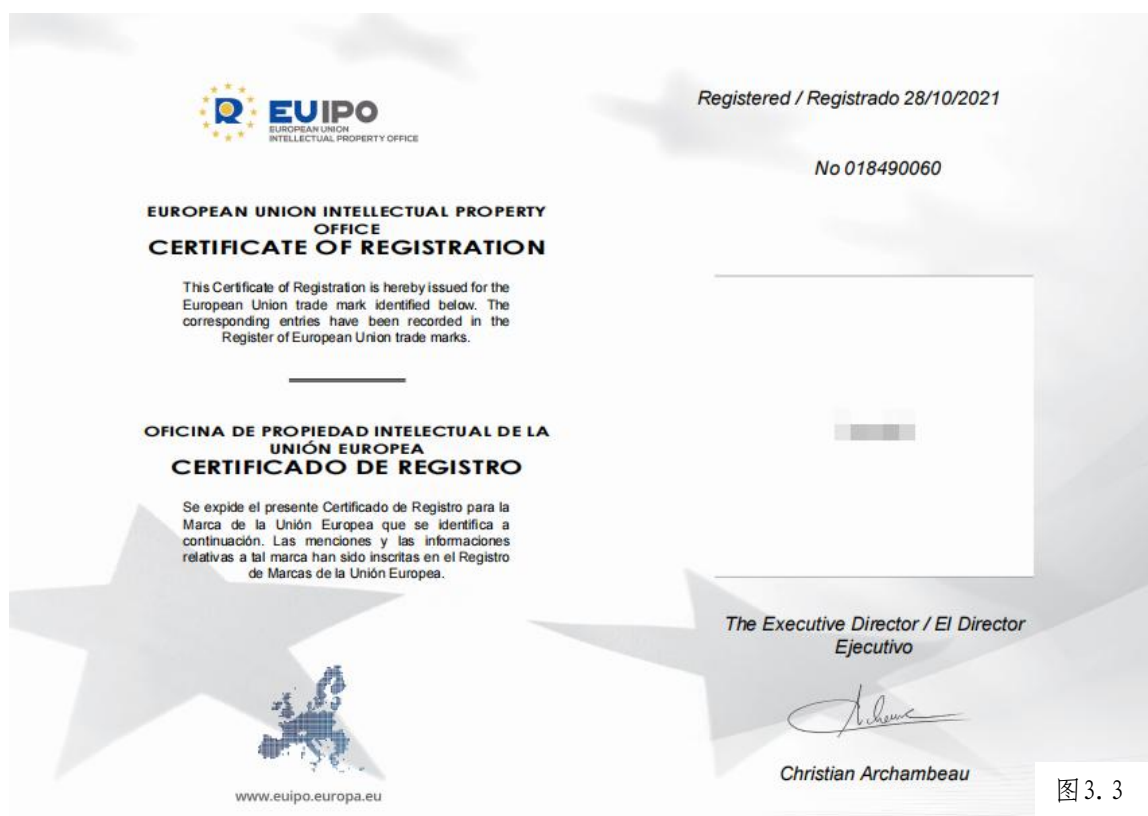 EUIPO
EUROPEAN UNION
INTELLECTUAL PROPERTY OFFICE
EUROPEAN UNION INTELLECTUAL PROPERTY
OFFICE
CERTIFICATE OF REGISTRATION
This Certificate of Registration is hereby issued for the
European Union trade mark identified below. The
corresponding entries have been recorded in the
Register of European Union trade marks.
OFICINA DE PROPIEDAD INTELECTUAL DE LA
UNIÓN EUROPEA
CERTIFICADO DE REGISTRO
Se expide el presente Certificado de Registro para la
Marca de la Unión Europea que se identifica a
continuación. Las menciones y las informaciones
relativas a tal marca han sido inscritas en el Registro
de Marcas de la Unión Europea.
www.euipo.europa.eu
Registered / Registrado 28/10/2021
No 018490060
The Executive Director / El Director
Ejecutivo
Christian Archambeau
图3.3